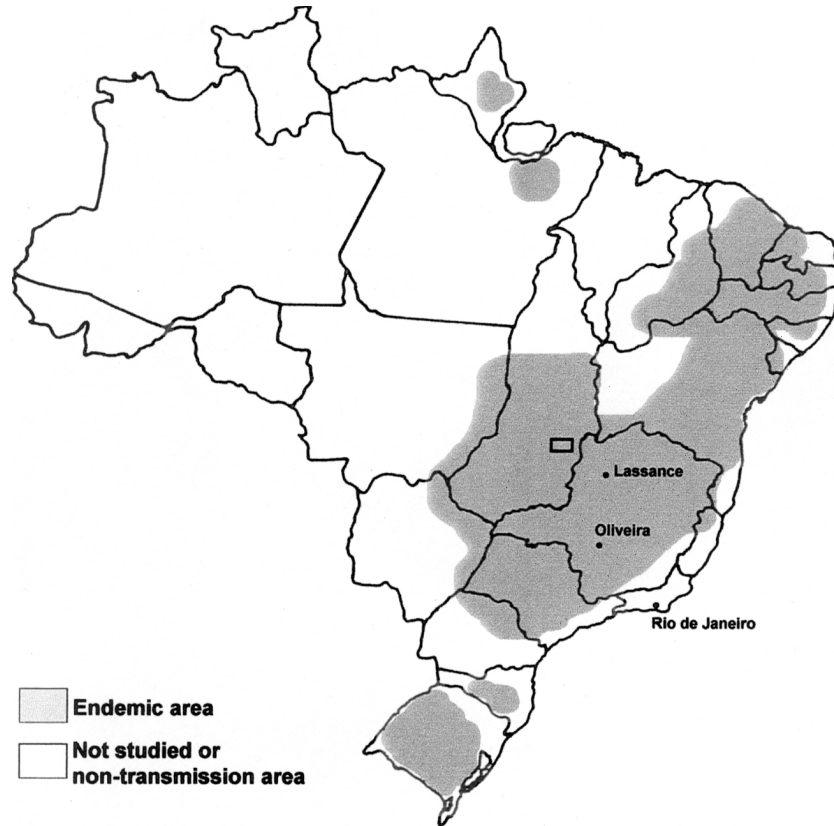 Lassance
Oliveira
Rio de Janeiro
Endemic area
Not studied or
non-transmission area